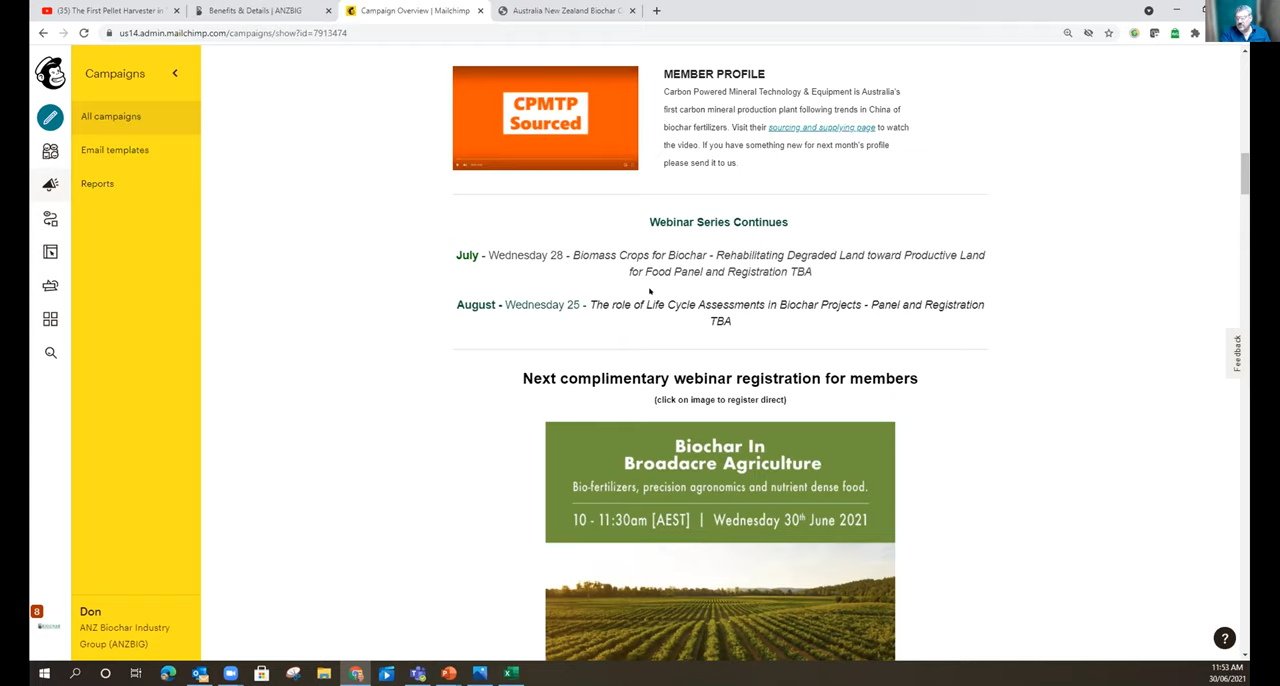 (35) The First Pellet Harvester in
Benefits & Details | ANZBIG
Campaign Overview | Mailchimp
Australia New Zealand Biochar C
us14.admin.mailchimp.com/campaigns/show?id=7913474
Campaigns
All campaigns
Email templates
Reports
CPMTP
Sourced
MEMBER PROFILE
Carbon Powered Mineral Technology & Equipment is Australia's
first carbon mineral production plant following trends in China of
biochar fertilizers. Visit their sourcing and supplying page to watch
the video. If you have something new for next month's profile
please send it to us.
Webinar Series Continues
July - Wednesday 28 - Biomass Crops for Biochar - Rehabilitating Degraded Land toward Productive Land
for Food Panel and Registration TBA
August - Wednesday 25 - The role of Life Cycle Assessments in Biochar Projects - Panel and Registration
TBA
Next complimentary webinar registration for members
(click on image to register direct)
Biochar In
Broadacre Agriculture
Bio-fertilizers, precision agronomics and nutrient dense food.
10 - 11:30am [AEST] | Wednesday 30th June 2021
Feedback
8
Don
ANZ Biochar Industry
Group (ANZBIG)
?
11:53 AM
30/06/2021